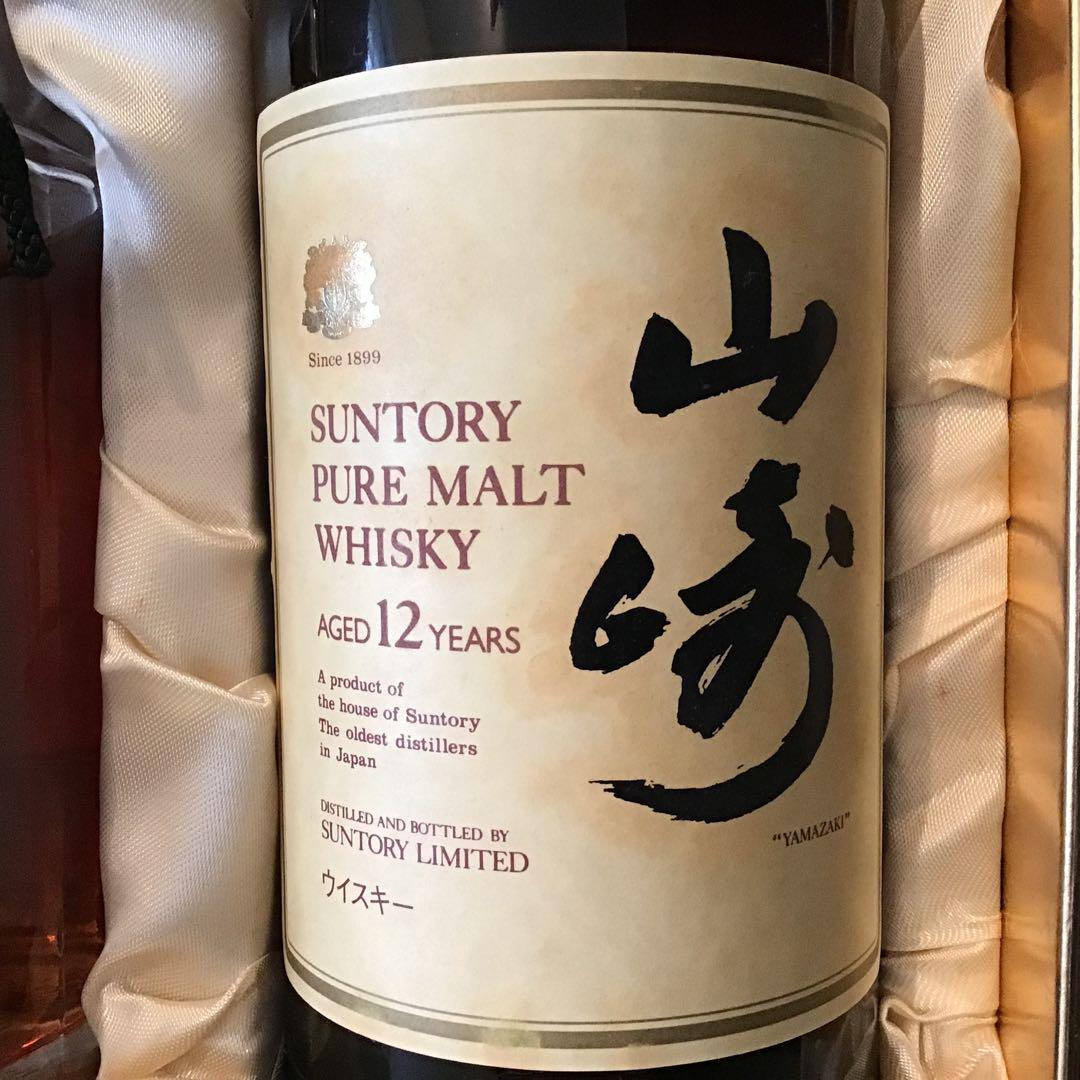 Since 1899
SUNTORY
PURE MALT
WHISKY
AGED 12 YEARS
A product of
the house of Suntory
The oldest distillers
in Japan
DISTILLED AND BOTTLED BY
SUNTORY LIMITED
ウイスキー
山崎
"YAMAZAKI"